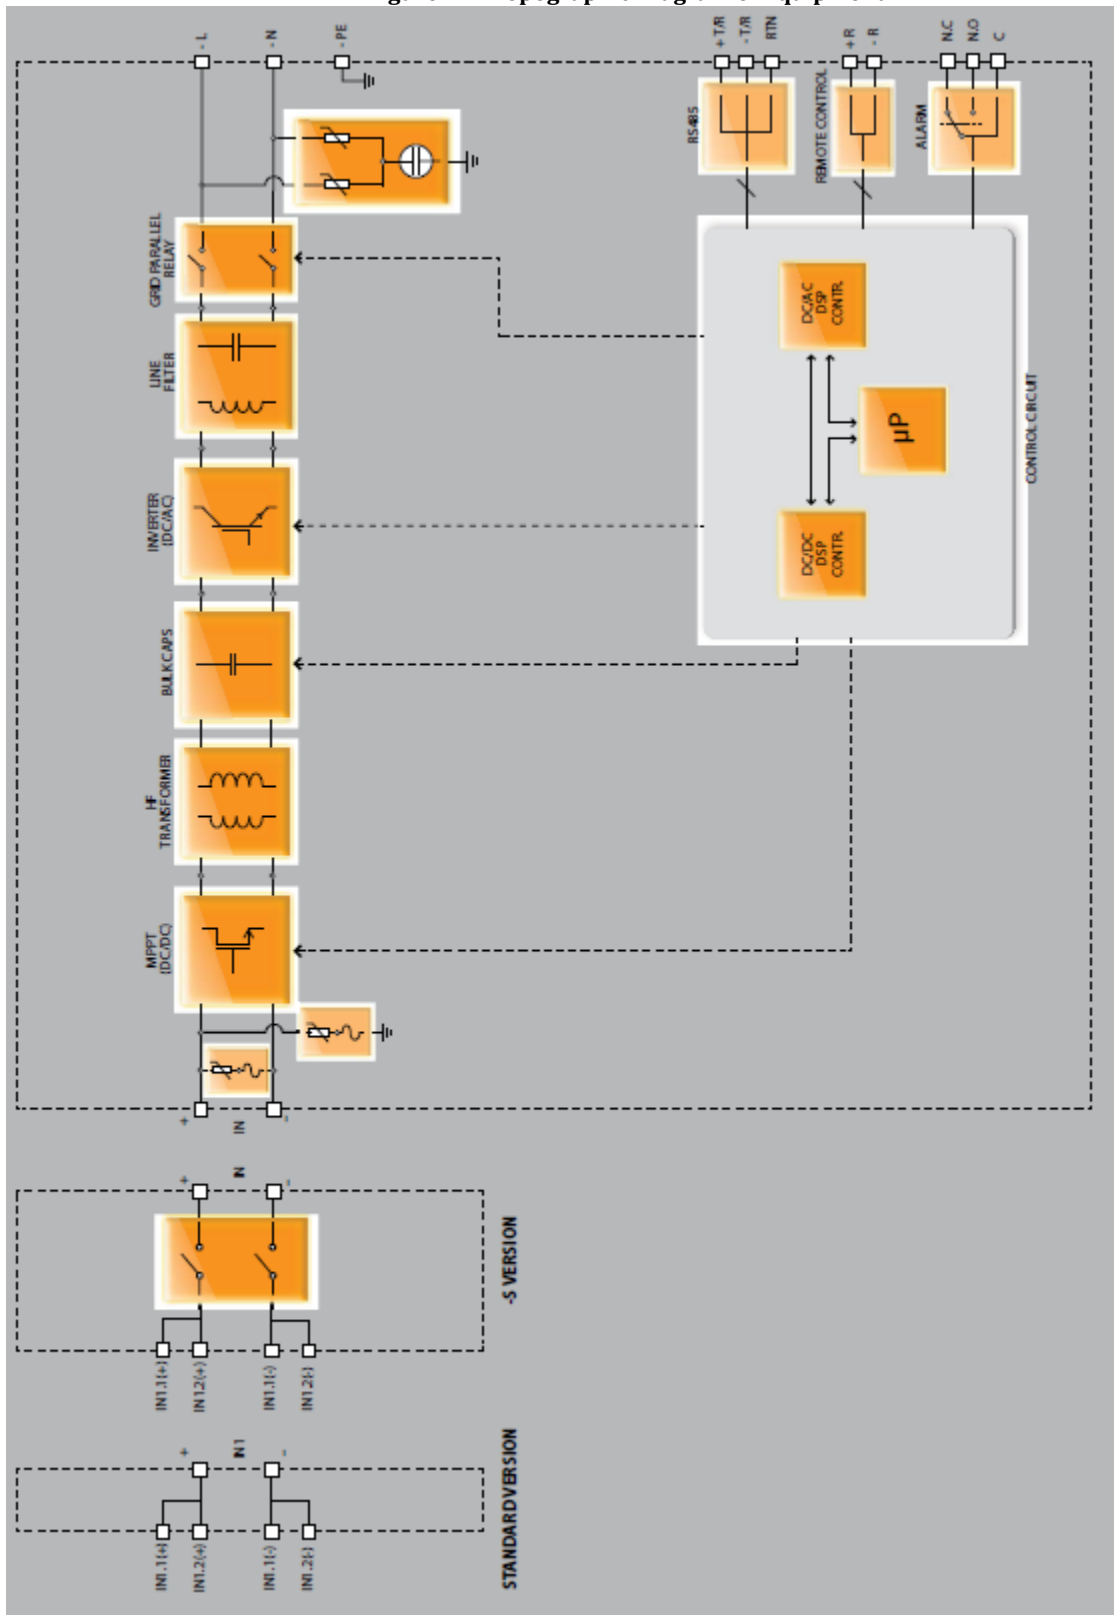 IN1.1(+)
IN1.2(+)
IN1.1(-)
IN1.2(-)
+
IN1
-
STANDARD VERSION
IN1.1(+)
IN1.2(+)
IN1.1(-)
IN1.2(-)
+
IN
-
-S VERSION
+
IN
-
MPPT
(DC/DC)
HF
TRANSFORMER
BULK CAPS
INVERTER
(DC/AC)
LINE
FILTER
GRID PARALLEL
RELAY
- L
- N
- PE
RS485
+ T/R
- T/R
RTN
REMOTE CONTROL
+ R
- R
ALARM
N.C
N.O
C
DC/DC
DSP
CONTR.
µP
DC/AC
DSP
CONTR.
CONTROL CIRCUIT